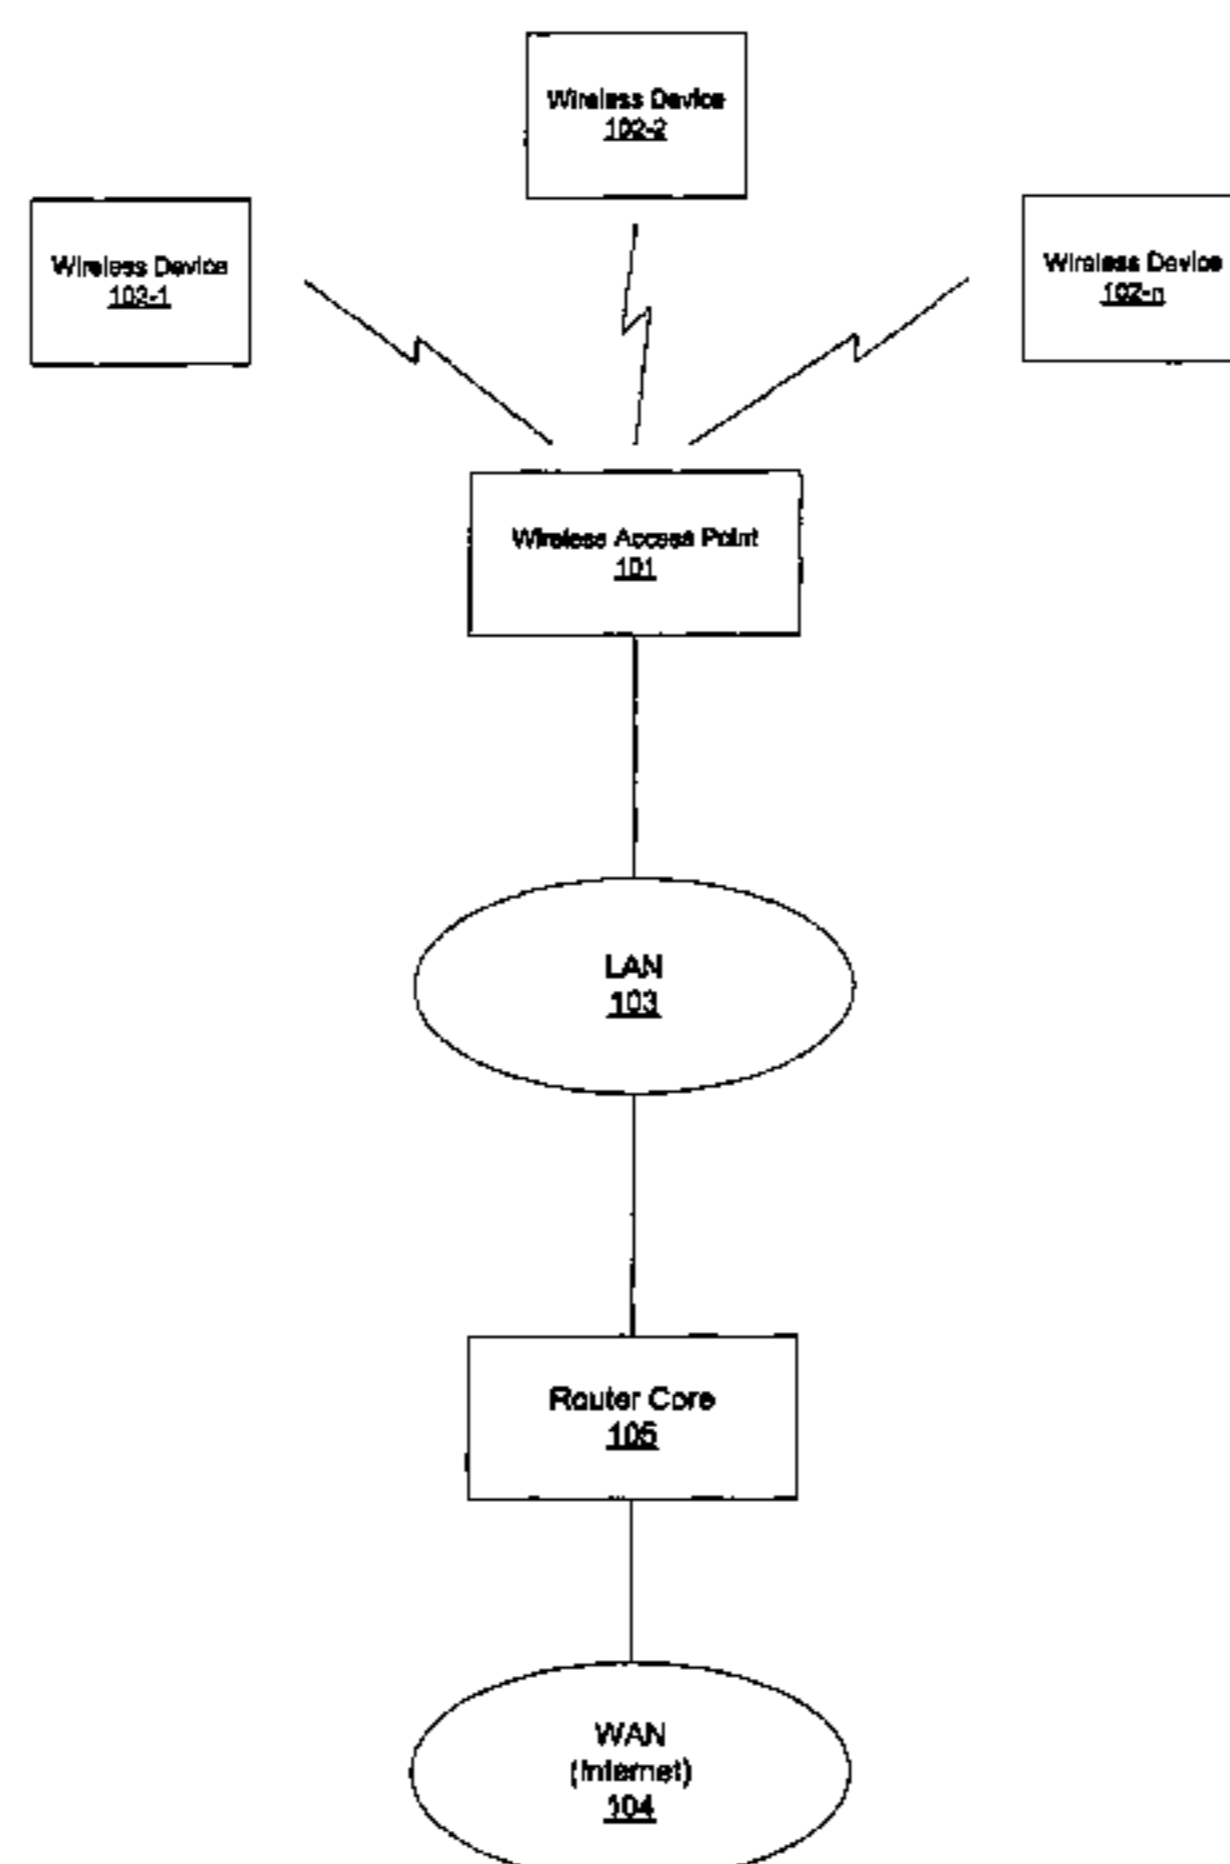 Wireless Device
102-2
Wireless Device
102-1
Wireless Device
102-n
Wireless Access Point
101
LAN
103
Router Core
105
WAN
(Internet)
104